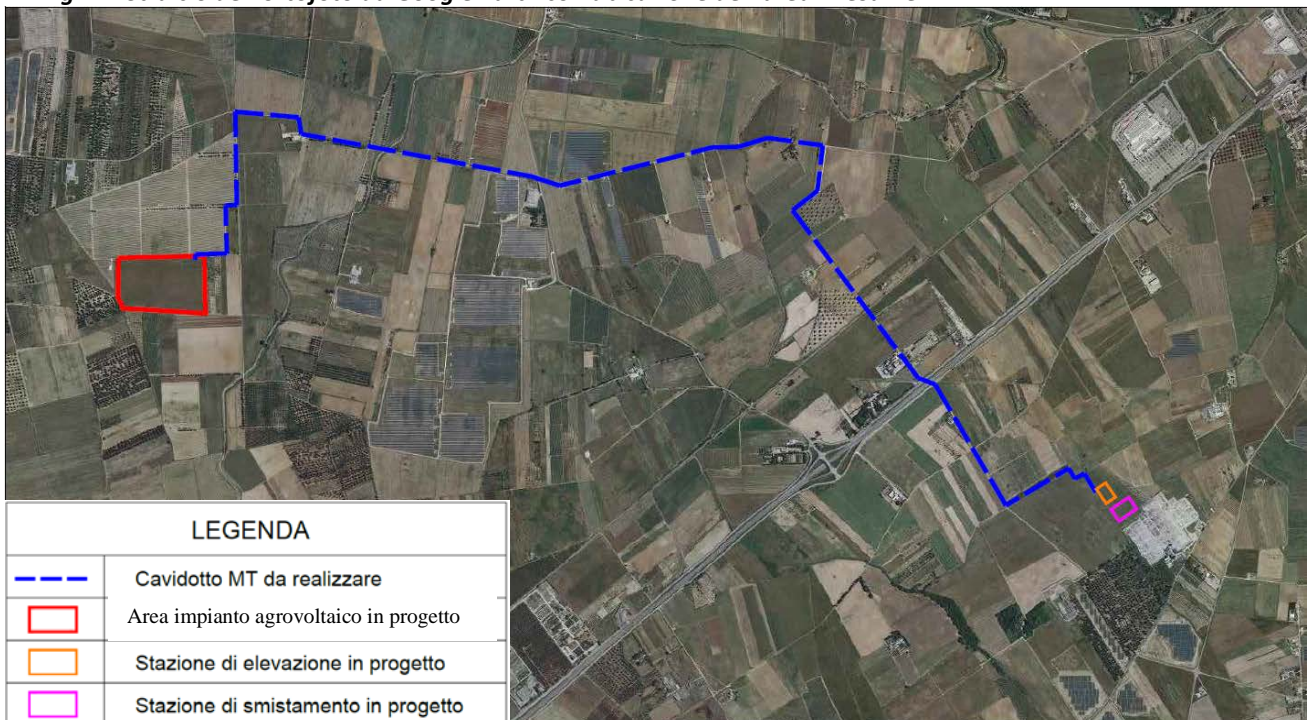 LEGENDA
Cavidotto MT da realizzare
Area impianto agrovoltaico in progetto
Stazione di elevazione in progetto
Stazione di smistamento in progetto